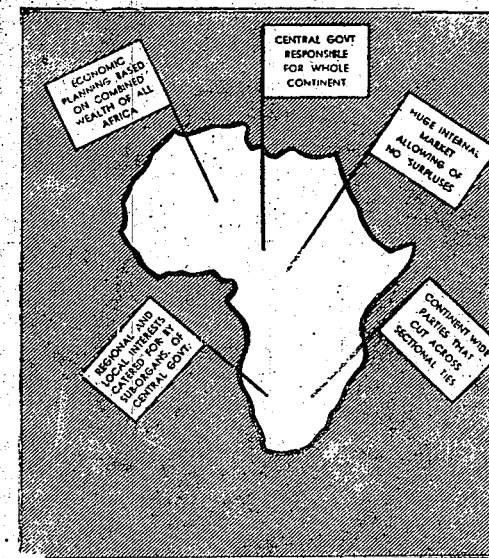 ECONOMIC
PLANNING BASED
ON COMBINED
WEALTH OF ALL
AFRICA
CENTRAL GOVT
RESPONSIBLE
FOR WHOLE
CONTINENT
HUGE INTERNAL
MARKET
ALLOWING OF
NO SURPLUSES
REGIONAL AND
LOCAL INTERESTS
CATERED FOR BY
SUBORGANS OF
CENTRAL GOVT.
CONTINENT WIDE
PARTIES THAT
CUT ACROSS
SECTIONAL TIES